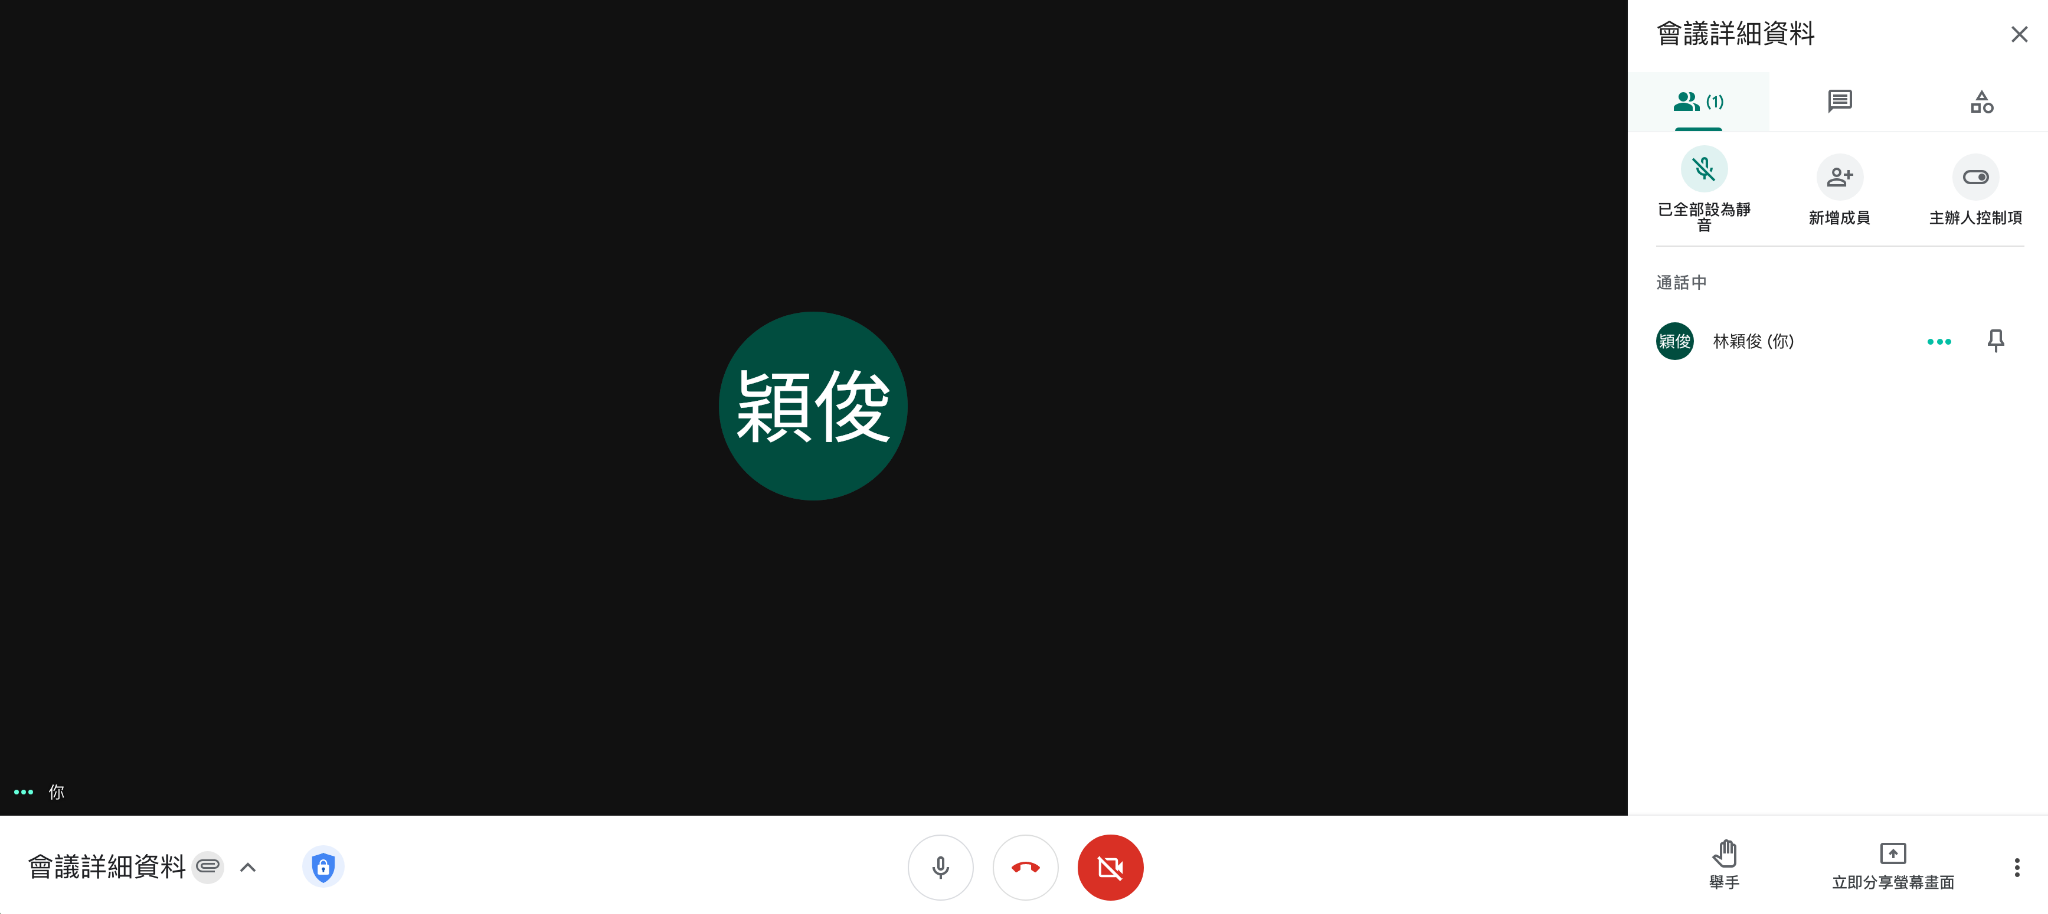 會議詳細資料
(1)
已全部設為靜
音
新增成員
主辦人控制項
通話中
穎俊
林穎俊 (你)
穎俊
你
會議詳細資料
舉手
立即分享螢幕畫面